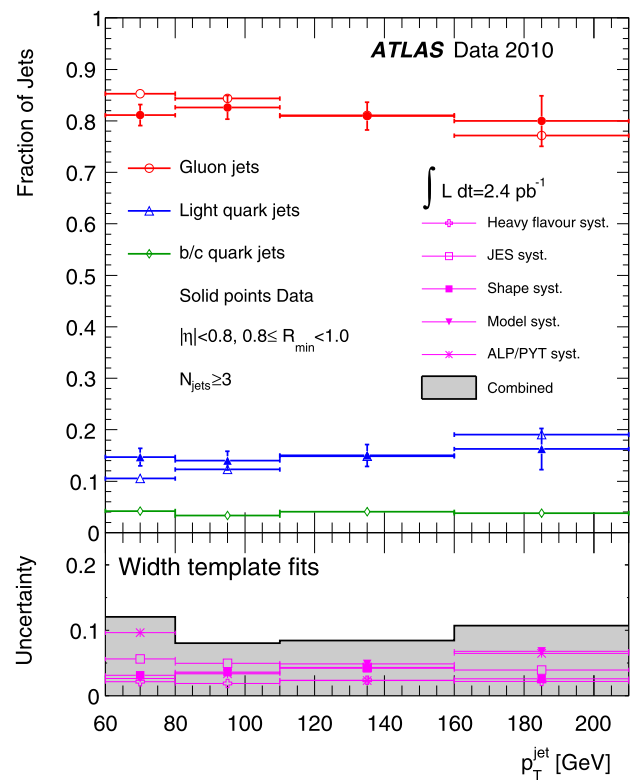 ATLAS Data 2010
Fraction of Jets
1
0.9
0.8
0.7
0.6
0.5
0.4
0.3
0.2
0.1
0
Gluon jets
Light quark jets
b/c quark jets
Solid points Data
|η|<0.8, 0.8≤ R_min<1.0
N_jets≥3
∫ L dt=2.4 pb⁻¹
Heavy flavour syst.
JES syst.
Shape syst.
Model syst.
ALP/PYT syst.
Combined
Width template fits
Uncertainty
0.2
0.1
0
60 80 100 120 140 160 180 200
p_T^jet [GeV]